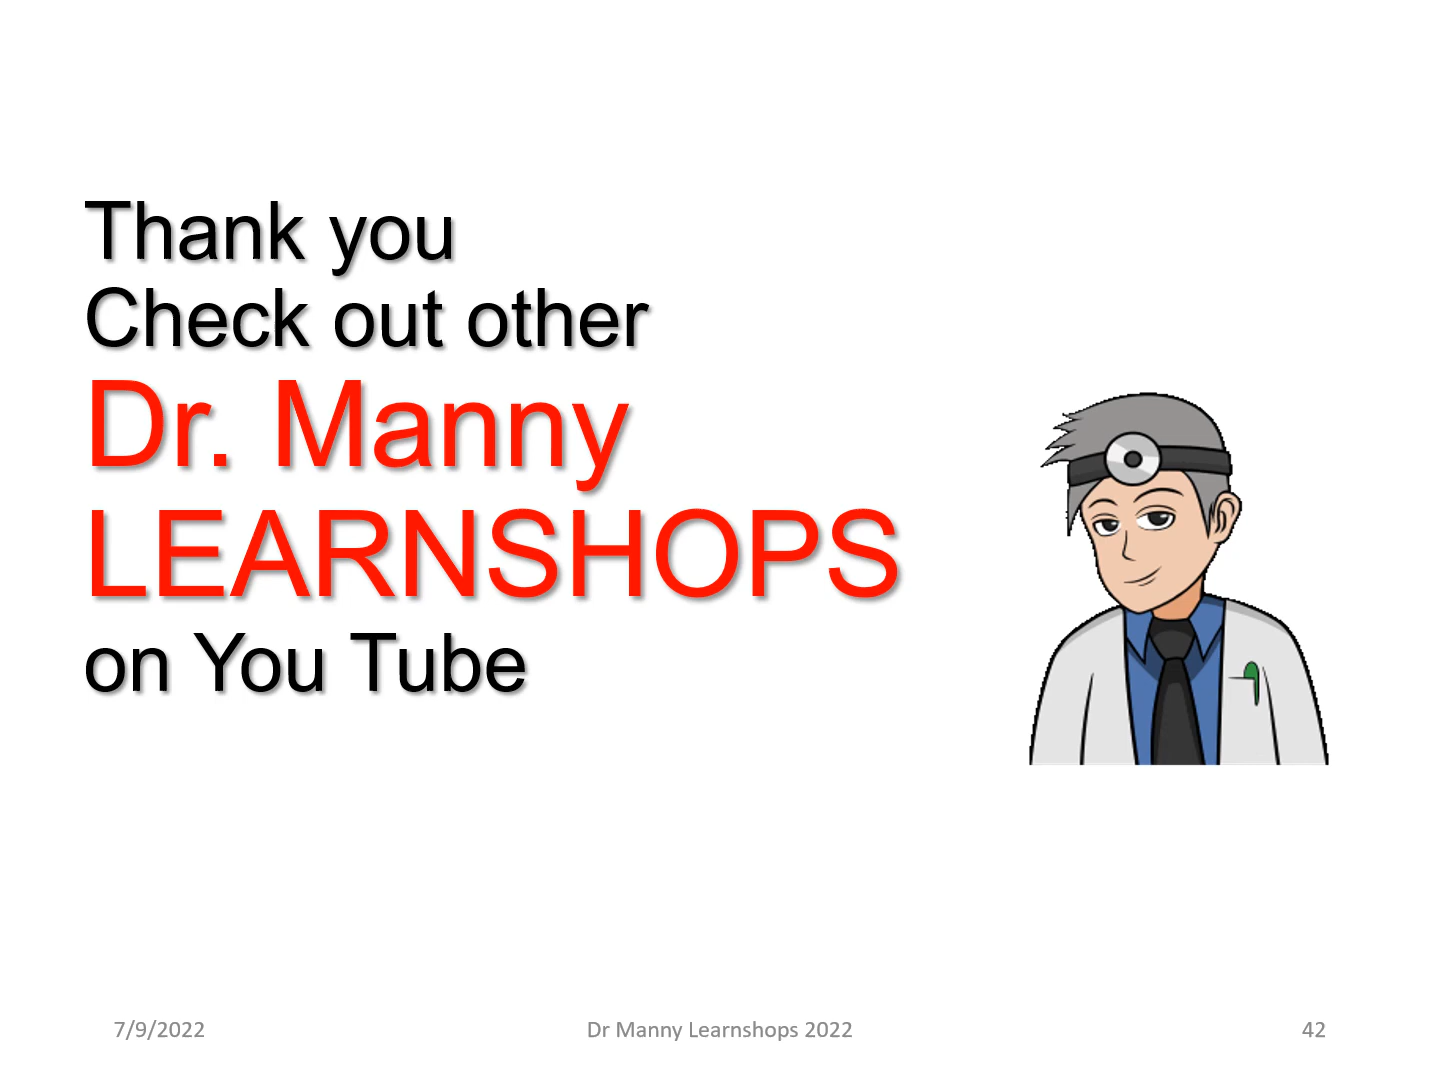 Thank you
Check out other
Dr. Manny
LEARNSHOPS
on You Tube
7/9/2022
Dr Manny Learnshops 2022
42